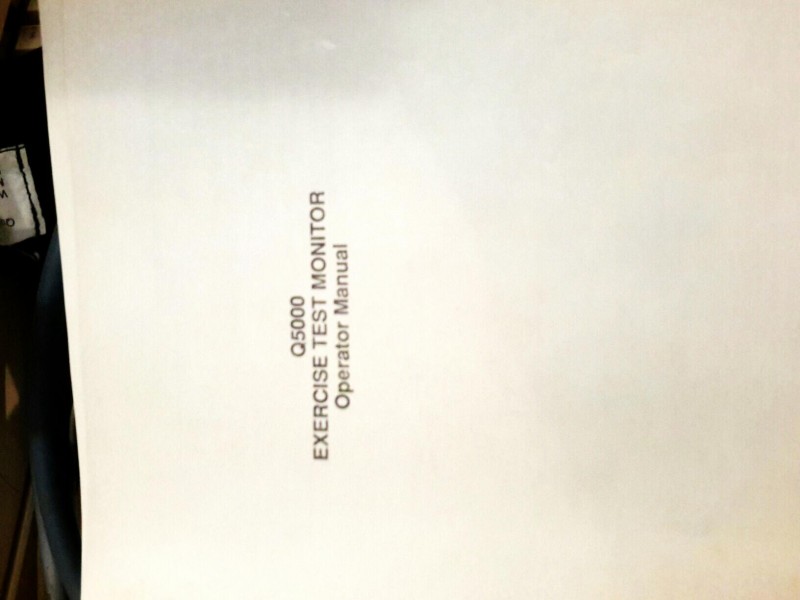 Q5000
EXERCISE TEST MONITOR
Operator Manual